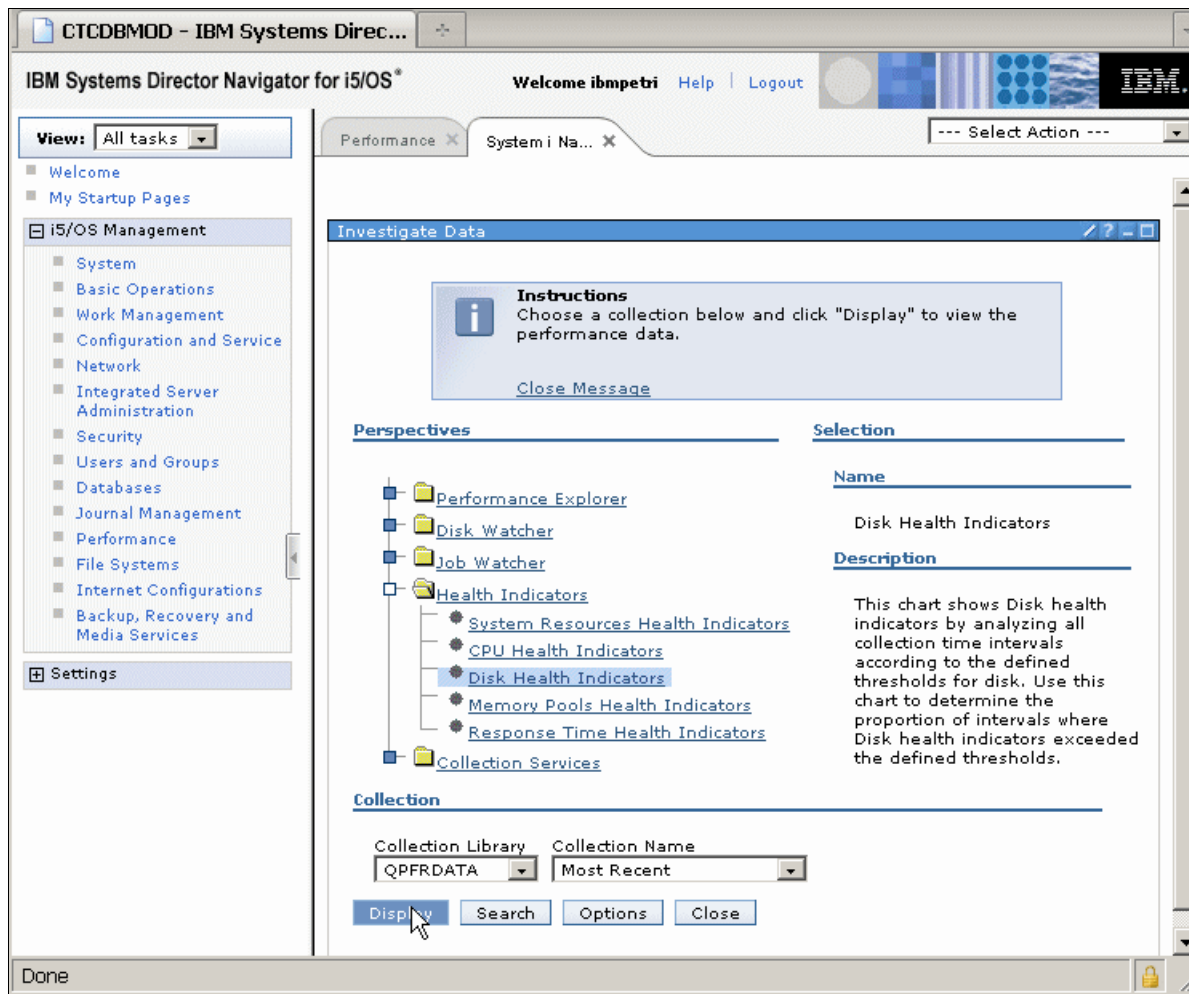 CTCDBMOD - IBM Systems Direc...
IBM Systems Director Navigator for i5/OS®
Welcome ibmpetri Help | Logout
IBM.
View: All tasks
Welcome
My Startup Pages
i5/OS Management
System
Basic Operations
Work Management
Configuration and Service
Network
Integrated Server
Administration
Security
Users and Groups
Databases
Journal Management
Performance
File Systems
Internet Configurations
Backup, Recovery and
Media Services
Settings
Performance
System i Na...
--- Select Action ---
Investigate Data
Instructions
Choose a collection below and click "Display" to view the
performance data.
Close Message
Perspectives
Performance Explorer
Disk Watcher
Job Watcher
Health Indicators
System Resources Health Indicators
CPU Health Indicators
Disk Health Indicators
Memory Pools Health Indicators
Response Time Health Indicators
Collection Services
Selection
Name
Disk Health Indicators
Description
This chart shows Disk health
indicators by analyzing all
collection time intervals
according to the defined
thresholds for disk. Use this
chart to determine the
proportion of intervals where
Disk health indicators exceeded
the defined thresholds.
Collection
Collection Library Collection Name
QPFRDATA Most Recent
Display Search Options Close
Done